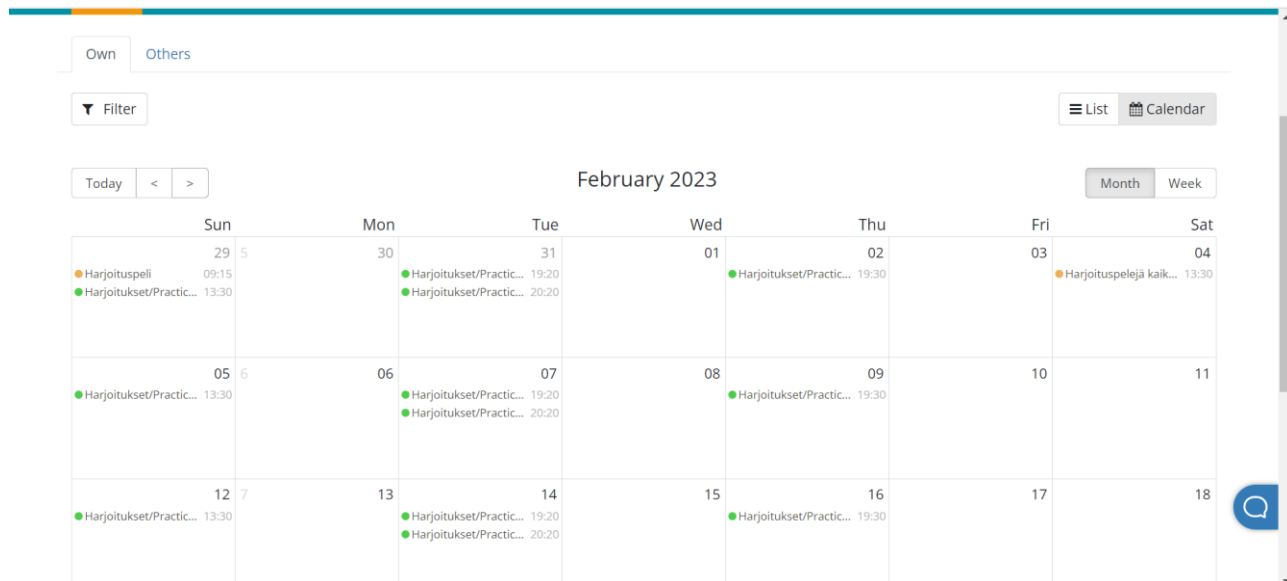 Own Others
Filter
List Calendar
Today < > February 2023 Month Week
Sun Mon Tue Wed Thu Fri Sat
29 5 30 31 01 02 03 04
Harjoituspeli 09:15 Harjoitukset/Practic... 19:20 Harjoitukset/Practic... 19:30 Harjoituspelejä kaik... 13:30
Harjoitukset/Practic... 13:30 Harjoitukset/Practic... 20:20
05 6 06 07 08 09 10 11
Harjoitukset/Practic... 13:30 Harjoitukset/Practic... 19:20 Harjoitukset/Practic... 19:30
Harjoitukset/Practic... 20:20
12 7 13 14 15 16 17 18
Harjoitukset/Practic... 13:30 Harjoitukset/Practic... 19:20 Harjoitukset/Practic... 19:30
Harjoitukset/Practic... 20:20